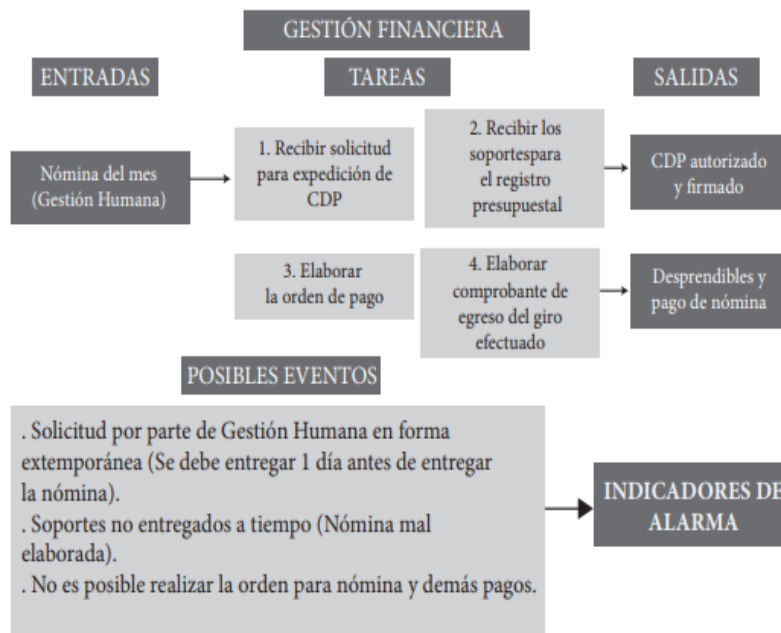 GESTIÓN FINANCIERA
ENTRADAS
TAREAS
SALIDAS
Nómina del mes
(Gestión Humana)
1. Recibir solicitud
para expedición de
CDP
2. Recibir los
soportespara
el registro
presupuestal
CDP autorizado
y firmado
3. Elaborar
la orden de pago
4. Elaborar
comprobante de
egreso del giro
efectuado
Desprendibles y
pago de nómina
POSIBLES EVENTOS
. Solicitud por parte de Gestión Humana en forma
extemporánea (Se debe entregar 1 día antes de entregar
la nómina).
. Soportes no entregados a tiempo (Nómina mal
elaborada).
. No es posible realizar la orden para nómina y demás pagos.
INDICADORES DE
ALARMA